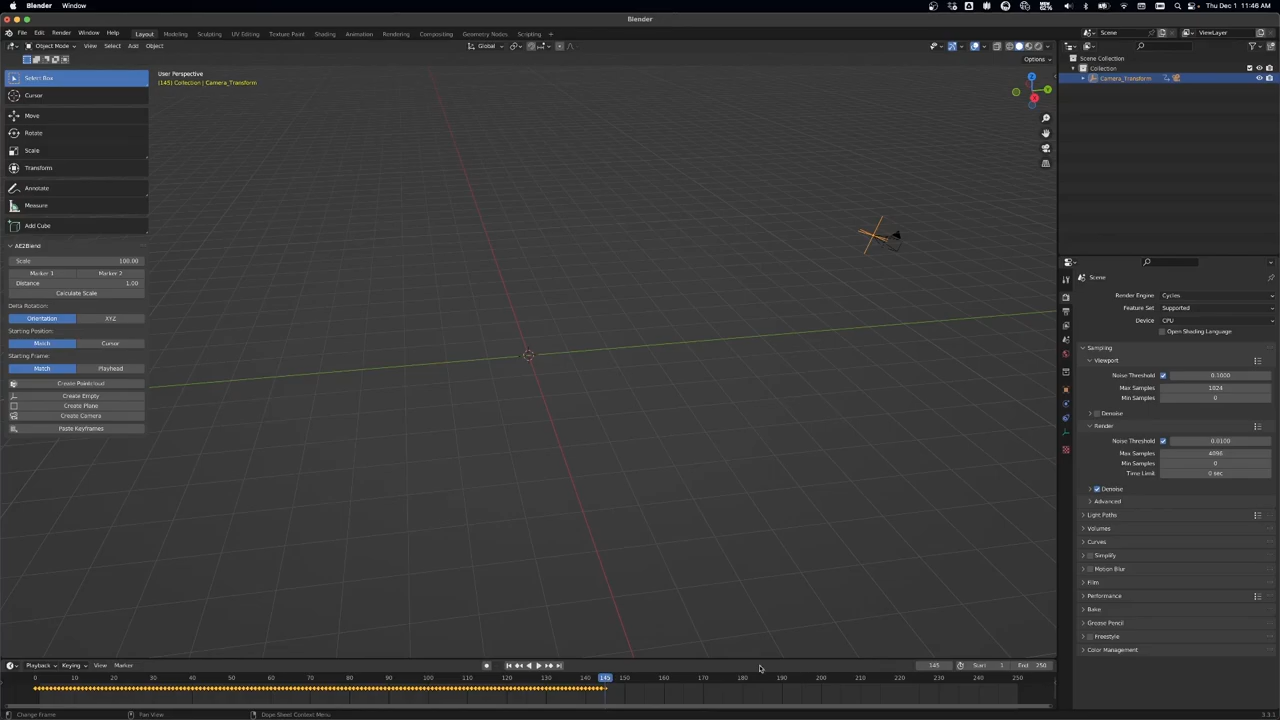 Blender Window
Thu Dec 1 11:46 AM
Blender
File Edit Render Window Help Layout Modeling Sculpting UV Editing Texture Paint Shading Animation Rendering Compositing Geometry Nodes Scripting
Scene ViewLayer
Object Mode View Select Add Object
Global
Options
Select Box
Cursor
Move
Rotate
Scale
Transform
Annotate
Measure
Add Cube
AE2Blend
Scale 100.00
Marker 1 Marker 2
Distance 1.00
Calculate Scale
Delta Rotation:
Orientation XYZ
Starting Position:
Match Cursor
Starting Frame:
Match Playhead
Create Pointcloud
Create Empty
Create Plane
Create Camera
Paste Keyframes
User Perspective
(145) Collection | Camera_Transform
Z
Y
X
Scene Collection
Collection
Camera_Transform
Scene
Render Engine Cycles
Feature Set Supported
Device CPU
Open Shading Language
Sampling
Viewport
Noise Threshold 0.1000
Max Samples 1024
Min Samples 0
Denoise
Render
Noise Threshold 0.0100
Max Samples 4096
Min Samples 0
Time Limit 0 sec
Denoise
Advanced
Light Paths
Volumes
Curves
Simplify
Motion Blur
Film
Performance
Bake
Grease Pencil
Freestyle
Color Management
Playback Keying View Marker
145 Start 1 End 250
0 10 20 30 40 50 60 70 80 90 100 110 120 130 140 145 150 160 170 180 190 200 210 220 230 240 250
Change Frame Pan View Dope Sheet Context Menu
3.3.1